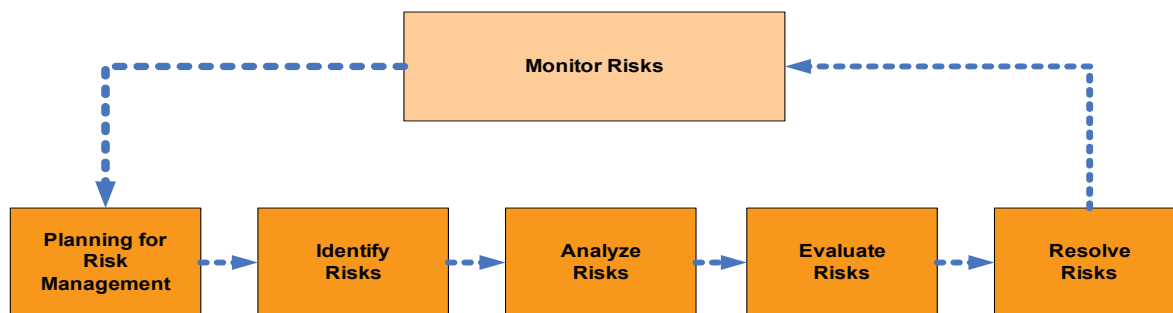 Monitor Risks
Planning for
Risk
Management
Identify
Risks
Analyze
Risks
Evaluate
Risks
Resolve
Risks